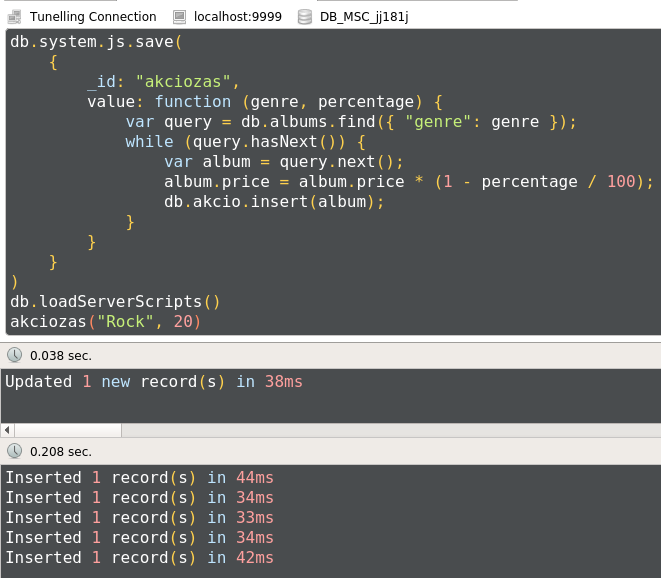 Tunelling Connection localhost:9999 DB_MSC_jj181j
db.system.js.save(
    {
        _id: "akciozas",
        value: function (genre, percentage) {
            var query = db.albums.find({ "genre": genre });
            while (query.hasNext()) {
                var album = query.next();
                album.price = album.price * (1 - percentage / 100);
                db.akcio.insert(album);
            }
        }
    }
)
db.loadServerScripts()
akciozas("Rock", 20)
0.038 sec.
Updated 1 new record(s) in 38ms
0.208 sec.
Inserted 1 record(s) in 44ms
Inserted 1 record(s) in 34ms
Inserted 1 record(s) in 33ms
Inserted 1 record(s) in 34ms
Inserted 1 record(s) in 42ms